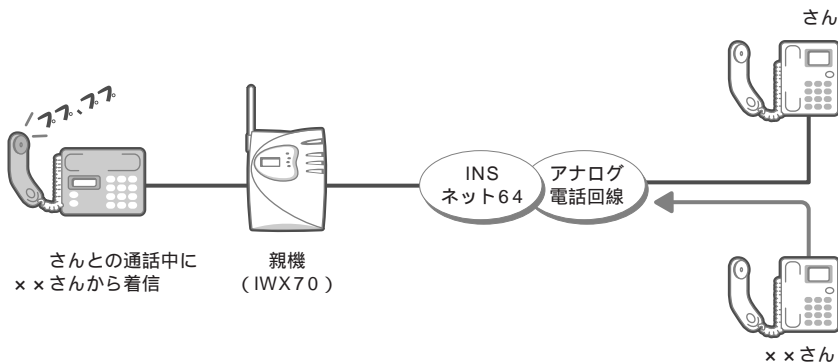 さん
ププ、ププ
INS
ネット64
アナログ
電話回線
さんとの通話中に
××さんから着信
親機
（IWX70）
××さん